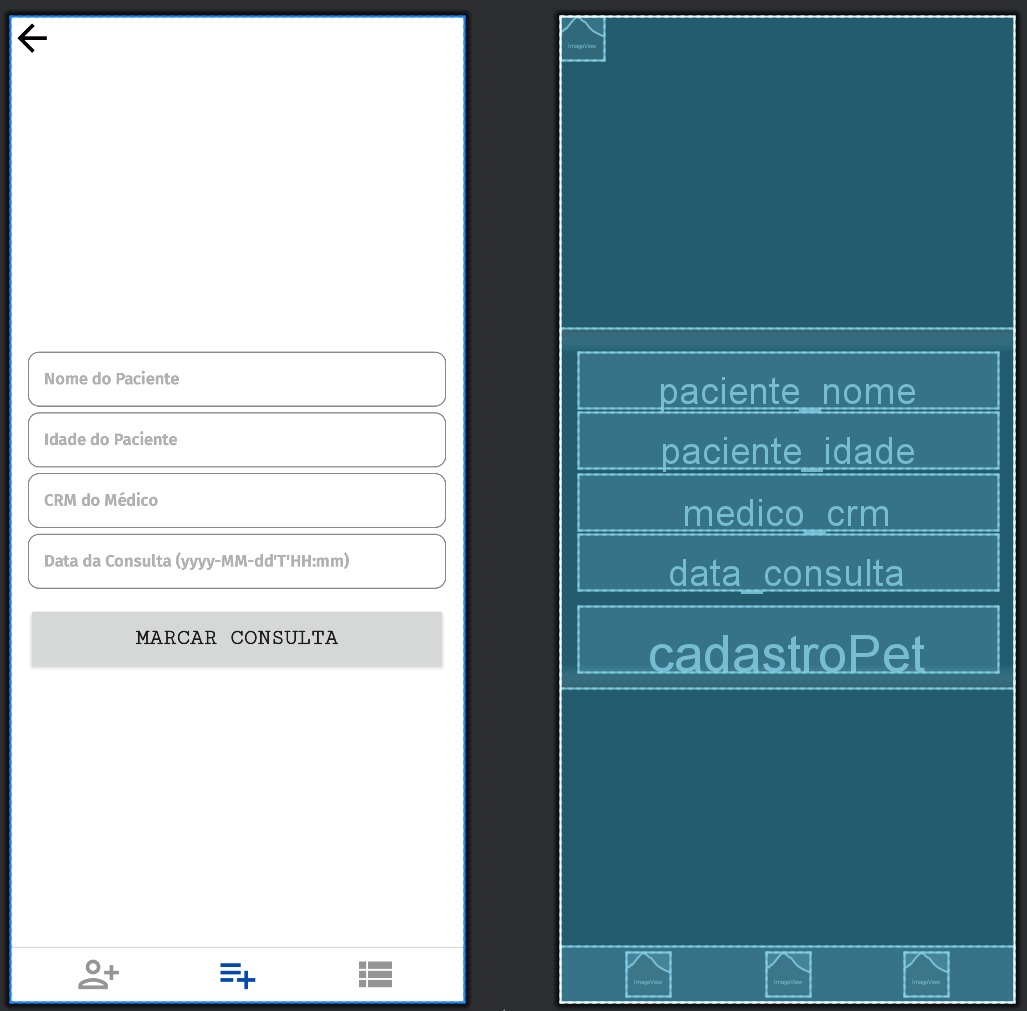 Nome do Paciente
Idade do Paciente
CRM do Médico
Data da Consulta (yyyy-MM-dd'T'HH:mm)
MARCAR CONSULTA
ImageView
paciente_nome
paciente_idade
medico_crm
data_consulta
cadastroPet
ImageView
ImageView
ImageView